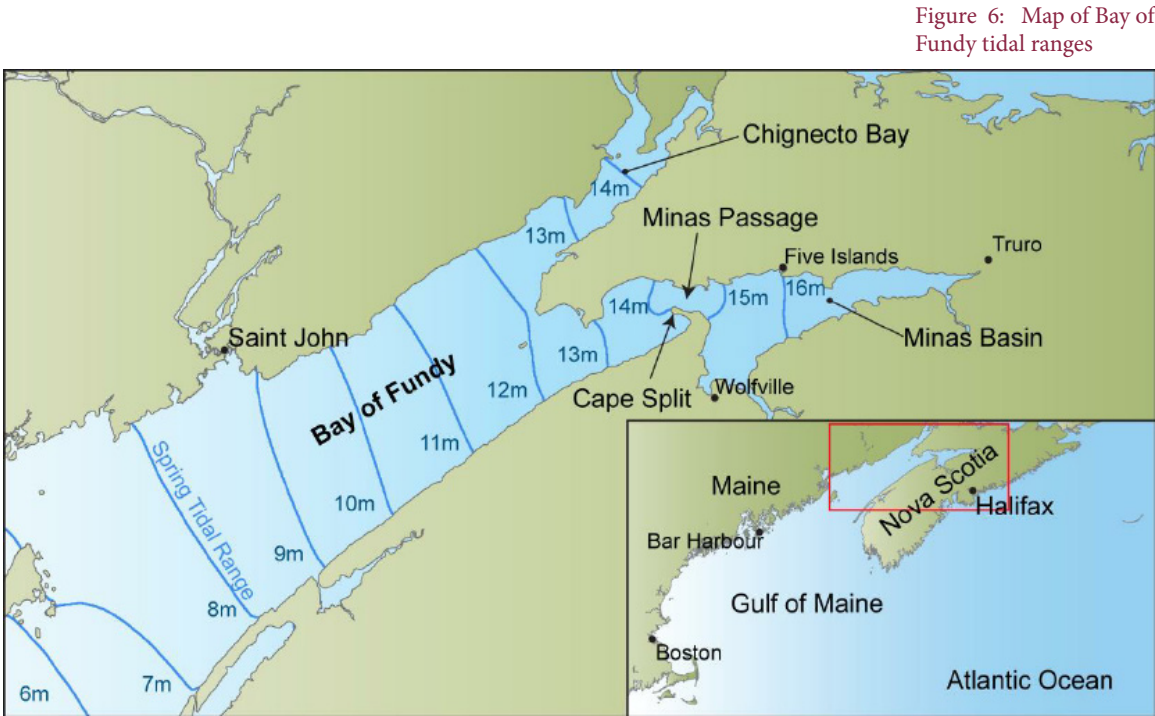 Figure 6: Map of Bay of
Fundy tidal ranges
Chignecto Bay
14m
Minas Passage
13m
Truro
Five Islands
14m
15m
16m
Saint John
Minas Basin
13m
Bay of Fundy
12m
Cape Split
Wolfville
11m
Spring Tidal Range
10m
9m
8m
7m
6m
Maine
Nova Scotia
Halifax
Bar Harbour
Gulf of Maine
Boston
Atlantic Ocean